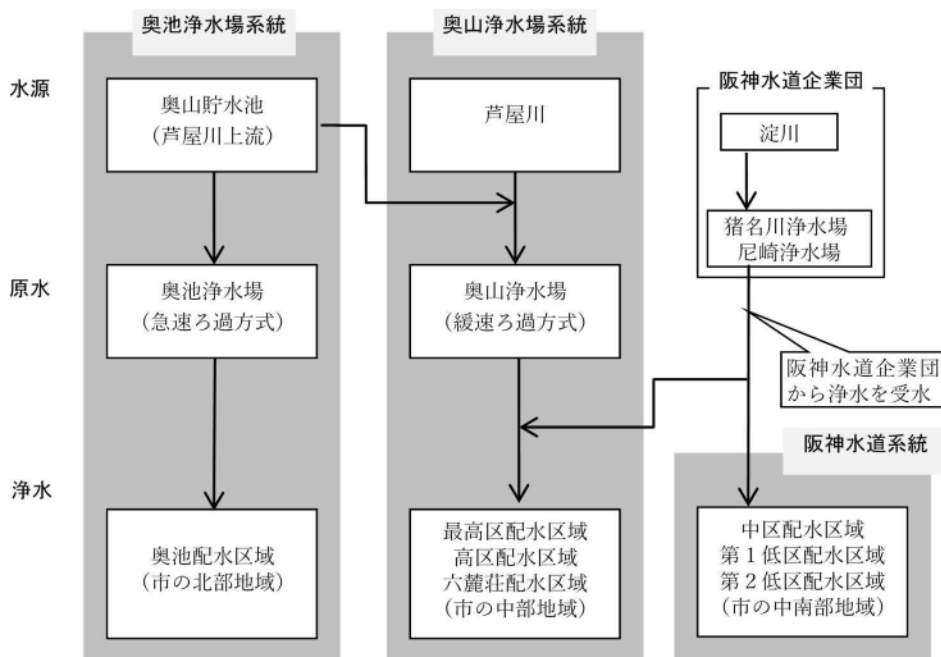 奥池浄水場系統
奥山浄水場系統
水源
奥山貯水池
（芦屋川上流）
芦屋川
阪神水道企業団
淀川
猪名川浄水場
尼崎浄水場
原水
奥池浄水場
（急速ろ過方式）
奥山浄水場
（緩速ろ過方式）
阪神水道企業団
から浄水を受水
阪神水道系統
浄水
奥池配水区域
（市の北部地域）
最高区配水区域
高区配水区域
六麓荘配水区域
（市の中部地域）
中区配水区域
第１低区配水区域
第２低区配水区域
（市の中南部地域）